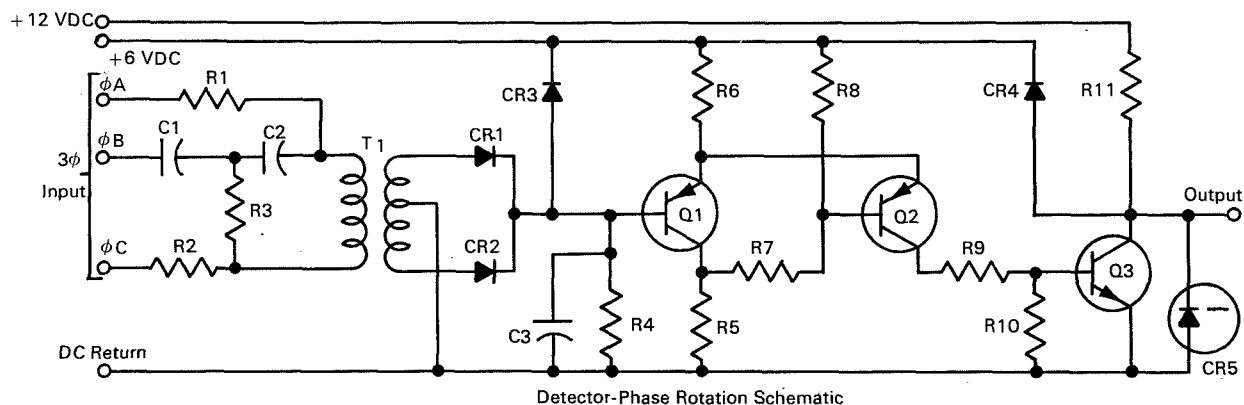 +12 VDC
+6 VDC
φA
R1
φB
C1
C2
T1
3φ
Input
R3
φC
R2
CR1
CR2
CR3
R6
R8
CR4
R11
Q1
Q2
Output
R7
R9
Q3
C3
R4
R5
R10
CR5
DC Return
Detector-Phase Rotation Schematic